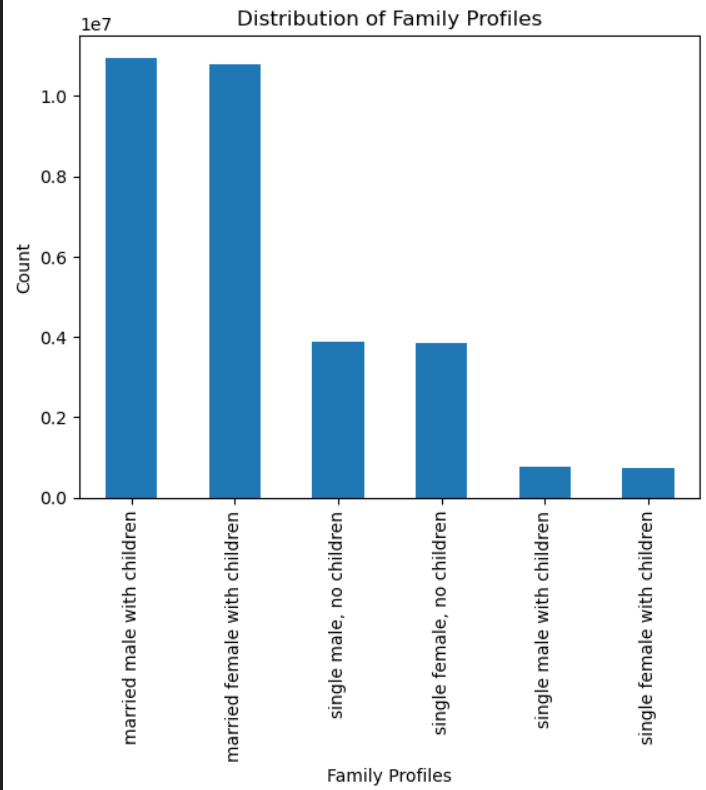 Distribution of Family Profiles
1e7
1.0
0.8
0.6
0.4
0.2
0.0
Count
married male with children
married female with children
single male, no children
single female, no children
single male with children
single female with children
Family Profiles